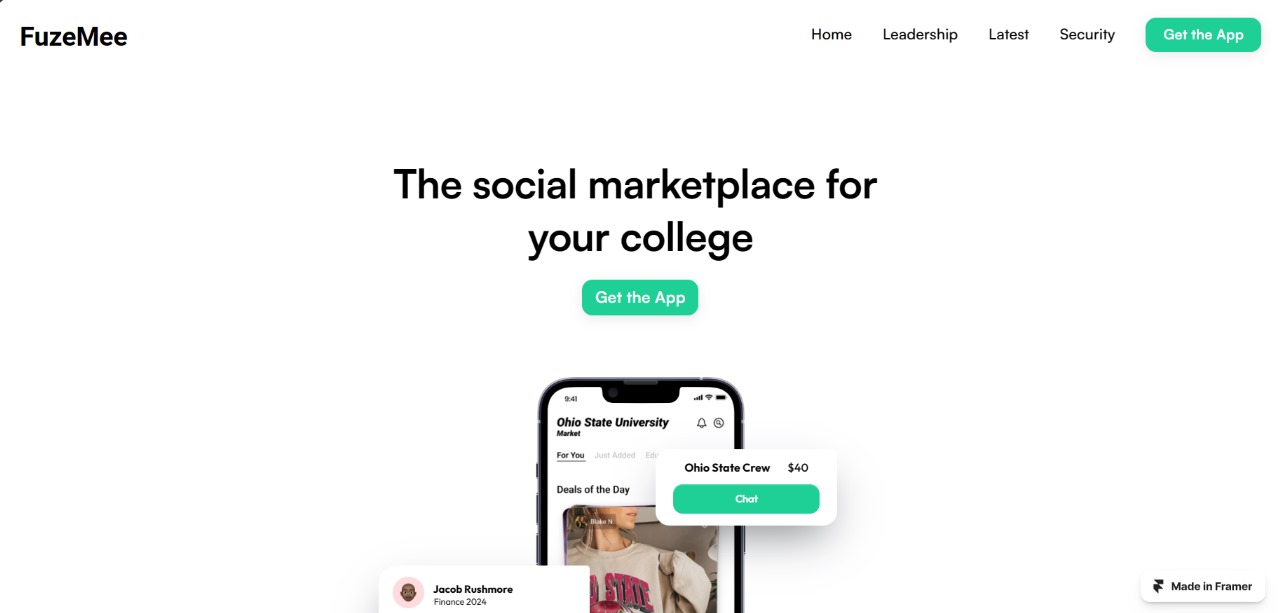 FuzeMee
Home
Leadership
Latest
Security
Get the App
The social marketplace for
your college
Get the App
9:41
Ohio State University
Market
For You
Just Added
Deals of the Day
Blake N
Ohio State Crew
$40
Chat
Jacob Rushmore
Finance 2024
Made in Framer